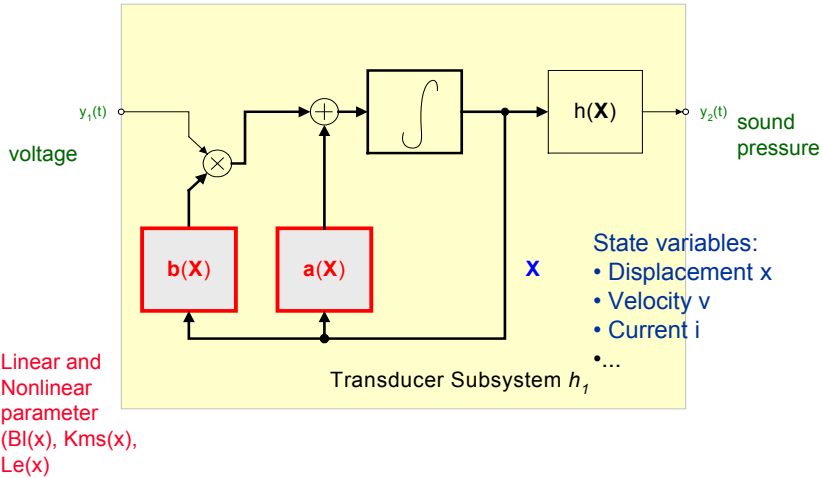 y1(t)
voltage
h(X)
y2(t)
sound
pressure
b(X)
a(X)
X
State variables:
• Displacement x
• Velocity v
• Current i
•...
Transducer Subsystem h1
Linear and
Nonlinear
parameter
(Bl(x), Kms(x),
Le(x)